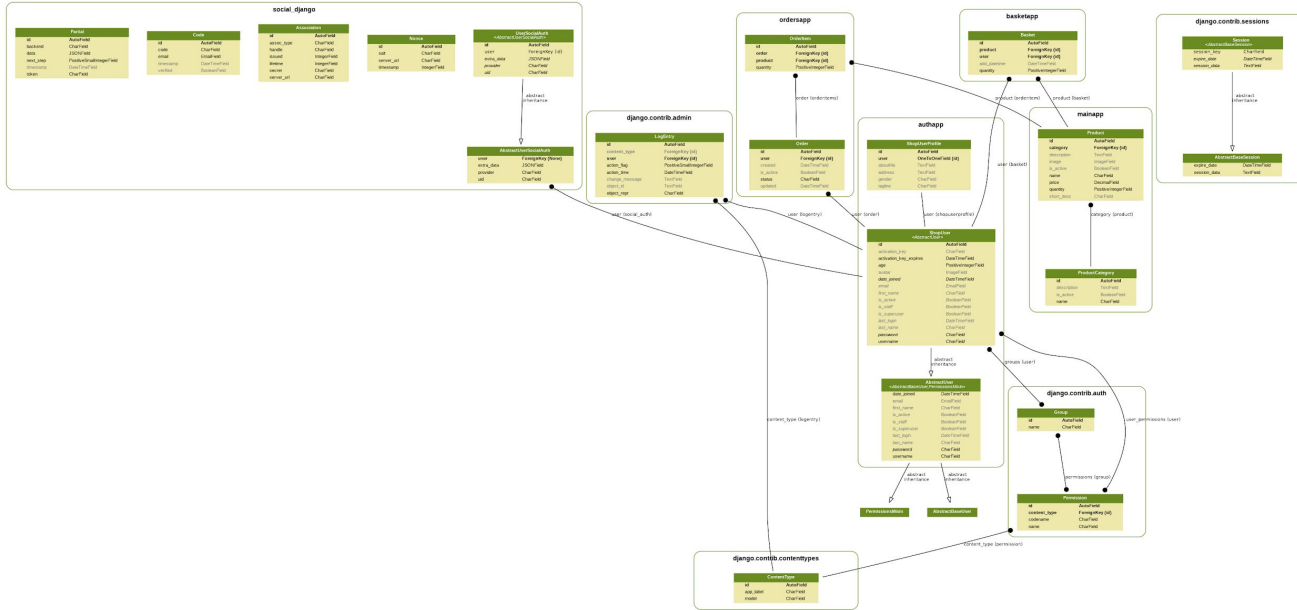 social_django
Partial
id AutoField
backend CharField
data JSONField
next_step PositiveSmallIntegerField
timestamp DateTimeField
token CharField
Code
id AutoField
code CharField
email EmailField
timestamp DateTimeField
verified BooleanField
Association
id AutoField
assoc_type CharField
handle CharField
issued IntegerField
lifetime IntegerField
secret CharField
server_url CharField
Nonce
id AutoField
salt CharField
server_url CharField
timestamp IntegerField
UserSocialAuth
<AbstractUserSocialAuth>
id AutoField
user ForeignKey (id)
extra_data JSONField
provider CharField
uid CharField
abstract
inheritance
AbstractUserSocialAuth
user ForeignKey (None)
extra_data JSONField
provider CharField
uid CharField
user (social_auth)
django.contrib.admin
LogEntry
id AutoField
content_type ForeignKey (id)
user ForeignKey (id)
action_flag PositiveSmallIntegerField
action_time DateTimeField
change_message TextField
object_id TextField
object_repr CharField
user (logentry)
content_type (logentry)
ordersapp
OrderItem
id AutoField
order ForeignKey (id)
product ForeignKey (id)
quantity PositiveIntegerField
order (orderitems)
Order
id AutoField
user ForeignKey (id)
created DateTimeField
is_active BooleanField
status CharField
updated DateTimeField
user (order)
product (orderitem)
basketapp
Basket
id AutoField
product ForeignKey (id)
user ForeignKey (id)
add_datetime DateTimeField
quantity PositiveIntegerField
product (basket)
user (basket)
authapp
ShopUserProfile
id AutoField
user OneToOneField (id)
aboutMe TextField
address TextField
gender CharField
tagline CharField
user (shopuserprofile)
ShopUser
<AbstractUser>
id AutoField
activation_key CharField
activation_key_expires DateTimeField
age PositiveIntegerField
avatar ImageField
date_joined DateTimeField
email EmailField
first_name CharField
is_active BooleanField
is_staff BooleanField
is_superuser BooleanField
last_login DateTimeField
last_name CharField
password CharField
username CharField
abstract
inheritance
AbstractUser
<AbstractBaseUser,PermissionsMixin>
date_joined DateTimeField
email EmailField
first_name CharField
is_active BooleanField
is_staff BooleanField
is_superuser BooleanField
last_login DateTimeField
last_name CharField
password CharField
username CharField
abstract
inheritance
abstract
inheritance
PermissionsMixin
AbstractBaseUser
mainapp
Product
id AutoField
category ForeignKey (id)
description TextField
image ImageField
is_active BooleanField
name CharField
price DecimalField
quantity PositiveIntegerField
short_desc CharField
category (product)
ProductCategory
id AutoField
description TextField
is_active BooleanField
name CharField
django.contrib.sessions
Session
<AbstractBaseSession>
session_key CharField
expire_date DateTimeField
session_data TextField
abstract
inheritance
AbstractBaseSession
expire_date DateTimeField
session_data TextField
groups (user)
user_permissions (user)
django.contrib.auth
Group
id AutoField
name CharField
permissions (group)
Permission
id AutoField
content_type ForeignKey (id)
codename CharField
name CharField
content_type (permission)
django.contrib.contenttypes
ContentType
id AutoField
app_label CharField
model CharField